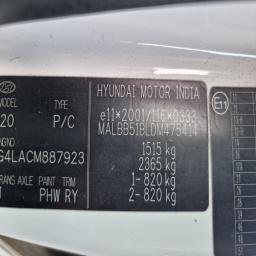 HYUNDAI MOTOR INDIA
MODEL TYPE
20 P/C
e11*2001/116*0333
MALBB51BLDM475414
G4LACM887923
1515 kg
2365 kg
TRANS AXLE PAINT TRIM
1- 820 kg
PHW RY
2- 820 kg
E11